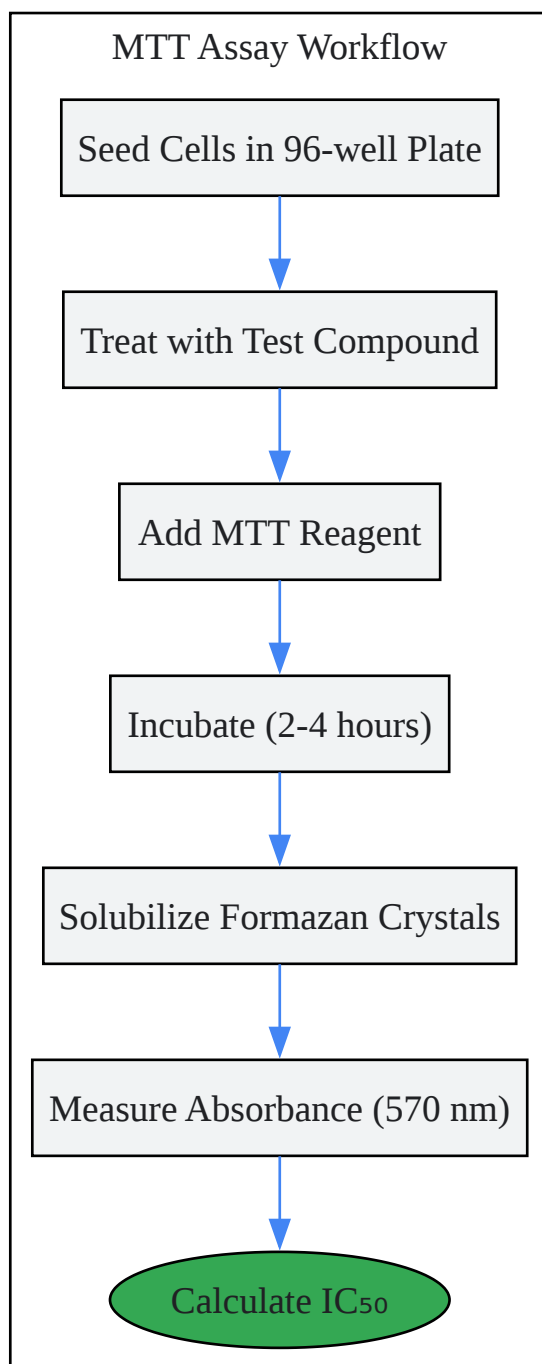 MTT Assay Workflow
Seed Cells in 96-well Plate
Treat with Test Compound
Add MTT Reagent
Incubate (2-4 hours)
Solubilize Formazan Crystals
Measure Absorbance (570 nm)
Calculate IC₅₀